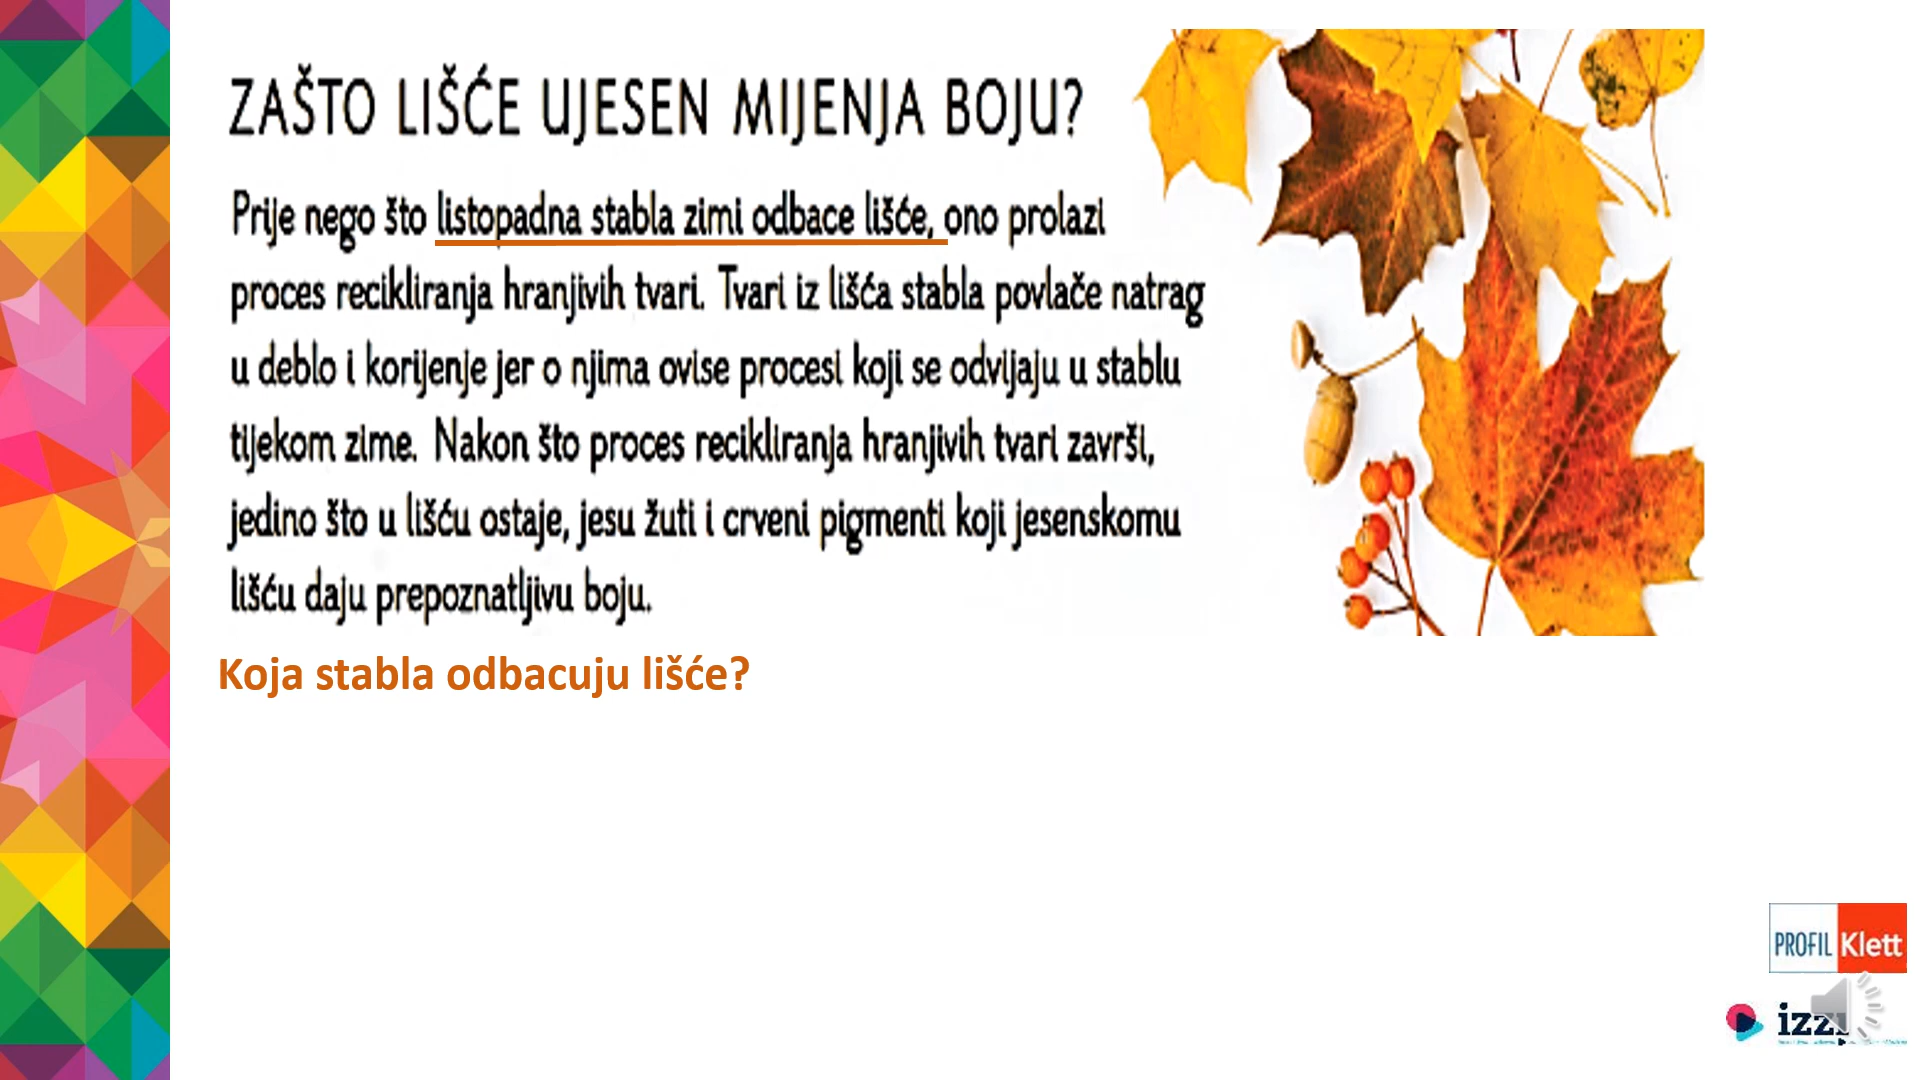 ZAŠTO LIŠĆE UJESEN MIJENJA BOJU?
Prije nego što listopadna stabla zimi odbace lišće, ono prolazi
proces recikliranja hranjivih tvari. Tvari iz lišća stabla povlače natrag
u deblo i korijenje jer o njima ovise procesi koji se odvijaju u stablu
tijekom zime. Nakon što proces recikliranja hranjivih tvari završi,
jedino što u lišću ostaje, jesu žuti i crveni pigmenti koji jesenskomu
lišću daju prepoznatljivu boju.
Koja stabla odbacuju lišće?
PROFIL Klett
izzi